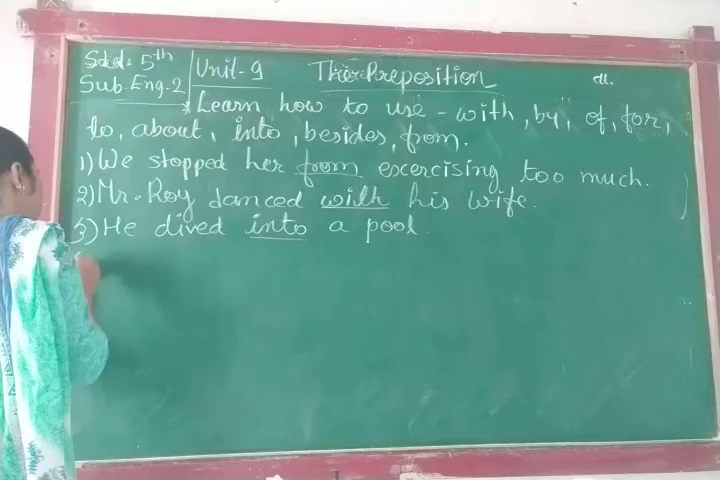 Std: 5th
Sub. Eng-2
Unit-9
The Preposition
dt.
* Learn how to use - with, by, of, for,
to, about, into, besides, from.
1) We stopped her from excercising too much.
2) Mr. Roy danced with his wife.
3) He dived into a pool.